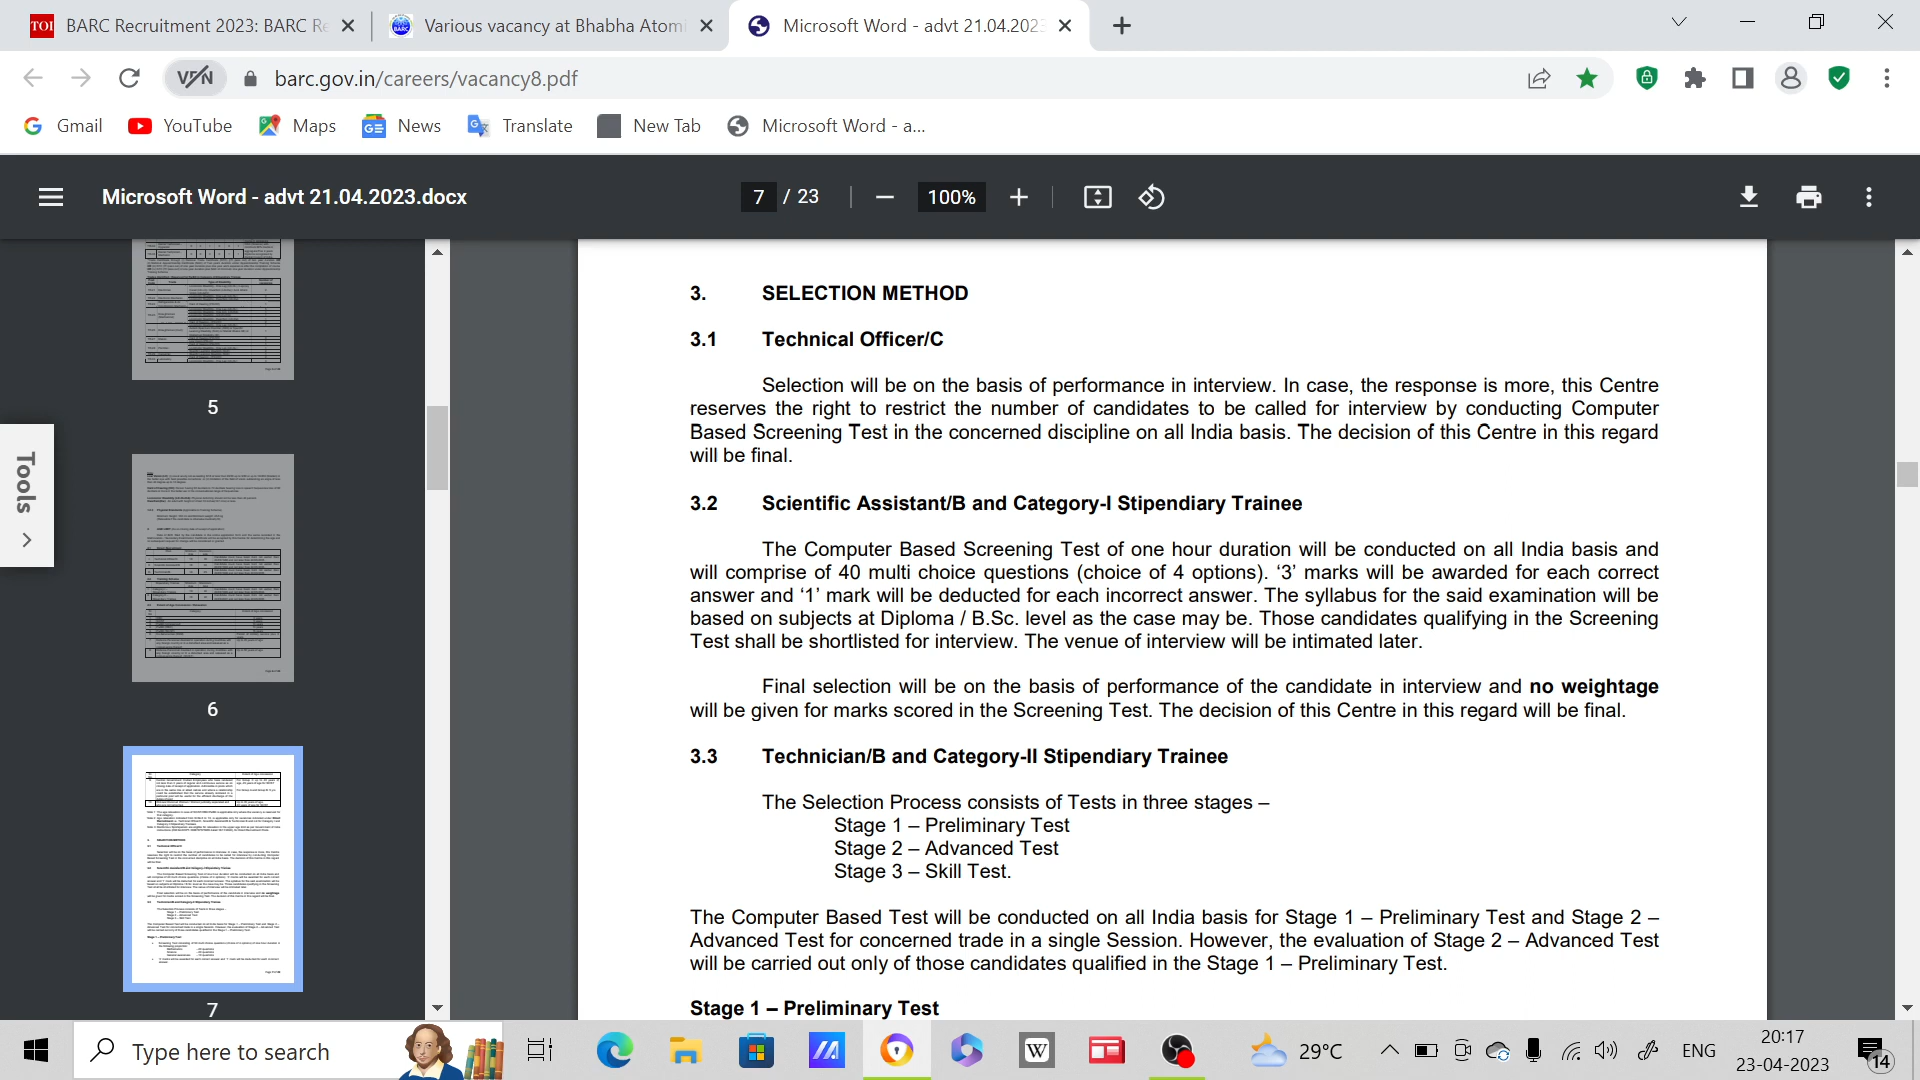 BARC Recruitment 2023: BARC Re
Various vacancy at Bhabha Atomi
Microsoft Word - advt 21.04.2023
VPN
barc.gov.in/careers/vacancy8.pdf
Gmail
YouTube
Maps
News
Translate
New Tab
Microsoft Word - a...
Microsoft Word - advt 21.04.2023.docx
7 / 23
100%
5
6
7
Tools
3. SELECTION METHOD
3.1 Technical Officer/C
Selection will be on the basis of performance in interview. In case, the response is more, this Centre
reserves the right to restrict the number of candidates to be called for interview by conducting Computer
Based Screening Test in the concerned discipline on all India basis. The decision of this Centre in this regard
will be final.
3.2 Scientific Assistant/B and Category-I Stipendiary Trainee
The Computer Based Screening Test of one hour duration will be conducted on all India basis and
will comprise of 40 multi choice questions (choice of 4 options). ‘3’ marks will be awarded for each correct
answer and ‘1’ mark will be deducted for each incorrect answer. The syllabus for the said examination will be
based on subjects at Diploma / B.Sc. level as the case may be. Those candidates qualifying in the Screening
Test shall be shortlisted for interview. The venue of interview will be intimated later.
Final selection will be on the basis of performance of the candidate in interview and no weightage
will be given for marks scored in the Screening Test. The decision of this Centre in this regard will be final.
3.3 Technician/B and Category-II Stipendiary Trainee
The Selection Process consists of Tests in three stages –
Stage 1 – Preliminary Test
Stage 2 – Advanced Test
Stage 3 – Skill Test.
The Computer Based Test will be conducted on all India basis for Stage 1 – Preliminary Test and Stage 2 –
Advanced Test for concerned trade in a single Session. However, the evaluation of Stage 2 – Advanced Test
will be carried out only of those candidates qualified in the Stage 1 – Preliminary Test.
Stage 1 – Preliminary Test
Type here to search
29°C
ENG
20:17
23-04-2023
14